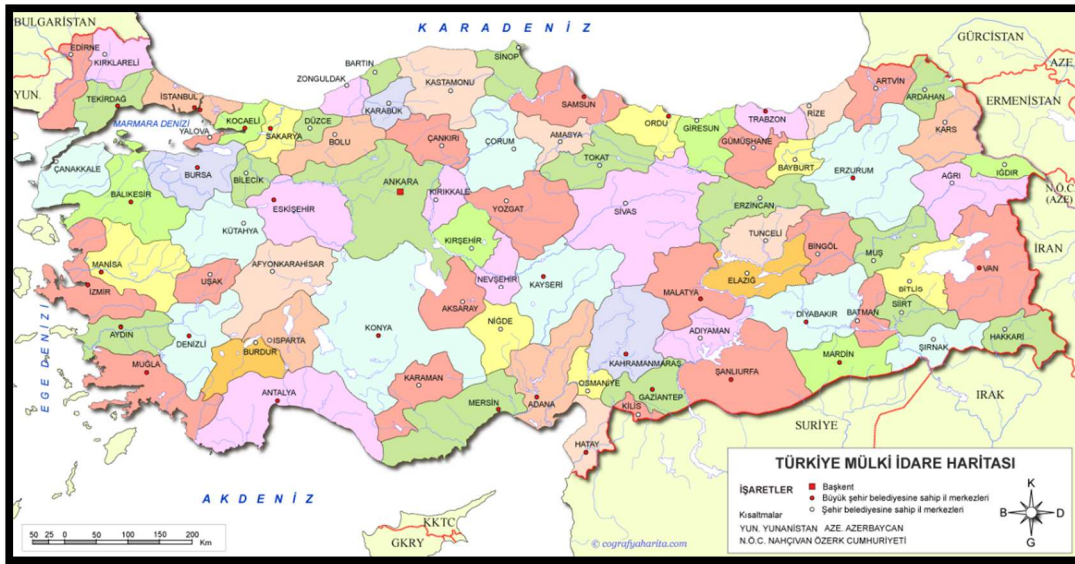 BULGARİSTAN
KARADENİZ
GÜRCİSTAN
EDİRNE
KIRKLARELİ
TEKİRDAĞ
İSTANBUL
YUN.
MARMARA DENİZİ
YALOVA
KOCAELİ
SAKARYA
DÜZCE
ZONGULDAK
BARTIN
KARABÜK
KASTAMONU
SİNOP
SAMSUN
ORDU
GİRESUN
TRABZON
RİZE
ARTVİN
ARDAHAN
AZE.
ERMENİSTAN
KARS
ÇANAKKALE
BALIKESİR
BURSA
BİLECİK
BOLU
ÇANKIRI
ÇORUM
AMASYA
TOKAT
GÜMÜŞHANE
BAYBURT
ERZURUM
AĞRI
IĞDIR
N.Ö.C.
(AZE)
ESKİŞEHİR
ANKARA
KIRIKKALE
YOZGAT
SİVAS
ERZİNCAN
KÜTAHYA
KIRŞEHİR
TUNCELİ
BİNGÖL
MUŞ
İRAN
MANİSA
İZMİR
UŞAK
AFYONKARAHİSAR
NEVŞEHİR
KAYSERİ
MALATYA
ELAZIĞ
BİTLİS
VAN
AKSARAY
EGE DENİZİ
AYDIN
DENİZLİ
BURDUR
ISPARTA
KONYA
NİĞDE
KAHRAMANMARAŞ
ADIYAMAN
DİYABAKIR
BATMAN
SİİRT
ŞIRNAK
HAKKARİ
MUĞLA
ANTALYA
KARAMAN
MERSİN
ADANA
OSMANİYE
GAZİANTEP
KİLİS
ŞANLIURFA
MARDİN
HATAY
SURİYE
IRAK
AKDENİZ
KKTC
GKRY
50 25 0 50 100 150 200
Km
© cografyaharita.com
TÜRKİYE MÜLKİ İDARE HARİTASI
İŞARETLER
Başkent
Büyük şehir belediyesine sahip il merkezleri
Şehir belediyesine sahip il merkezleri
Kısaltmalar
YUN. YUNANİSTAN AZE. AZERBAYCAN
N.Ö.C. NAHÇIVAN ÖZERK CUMHURİYETİ
K
B D
G